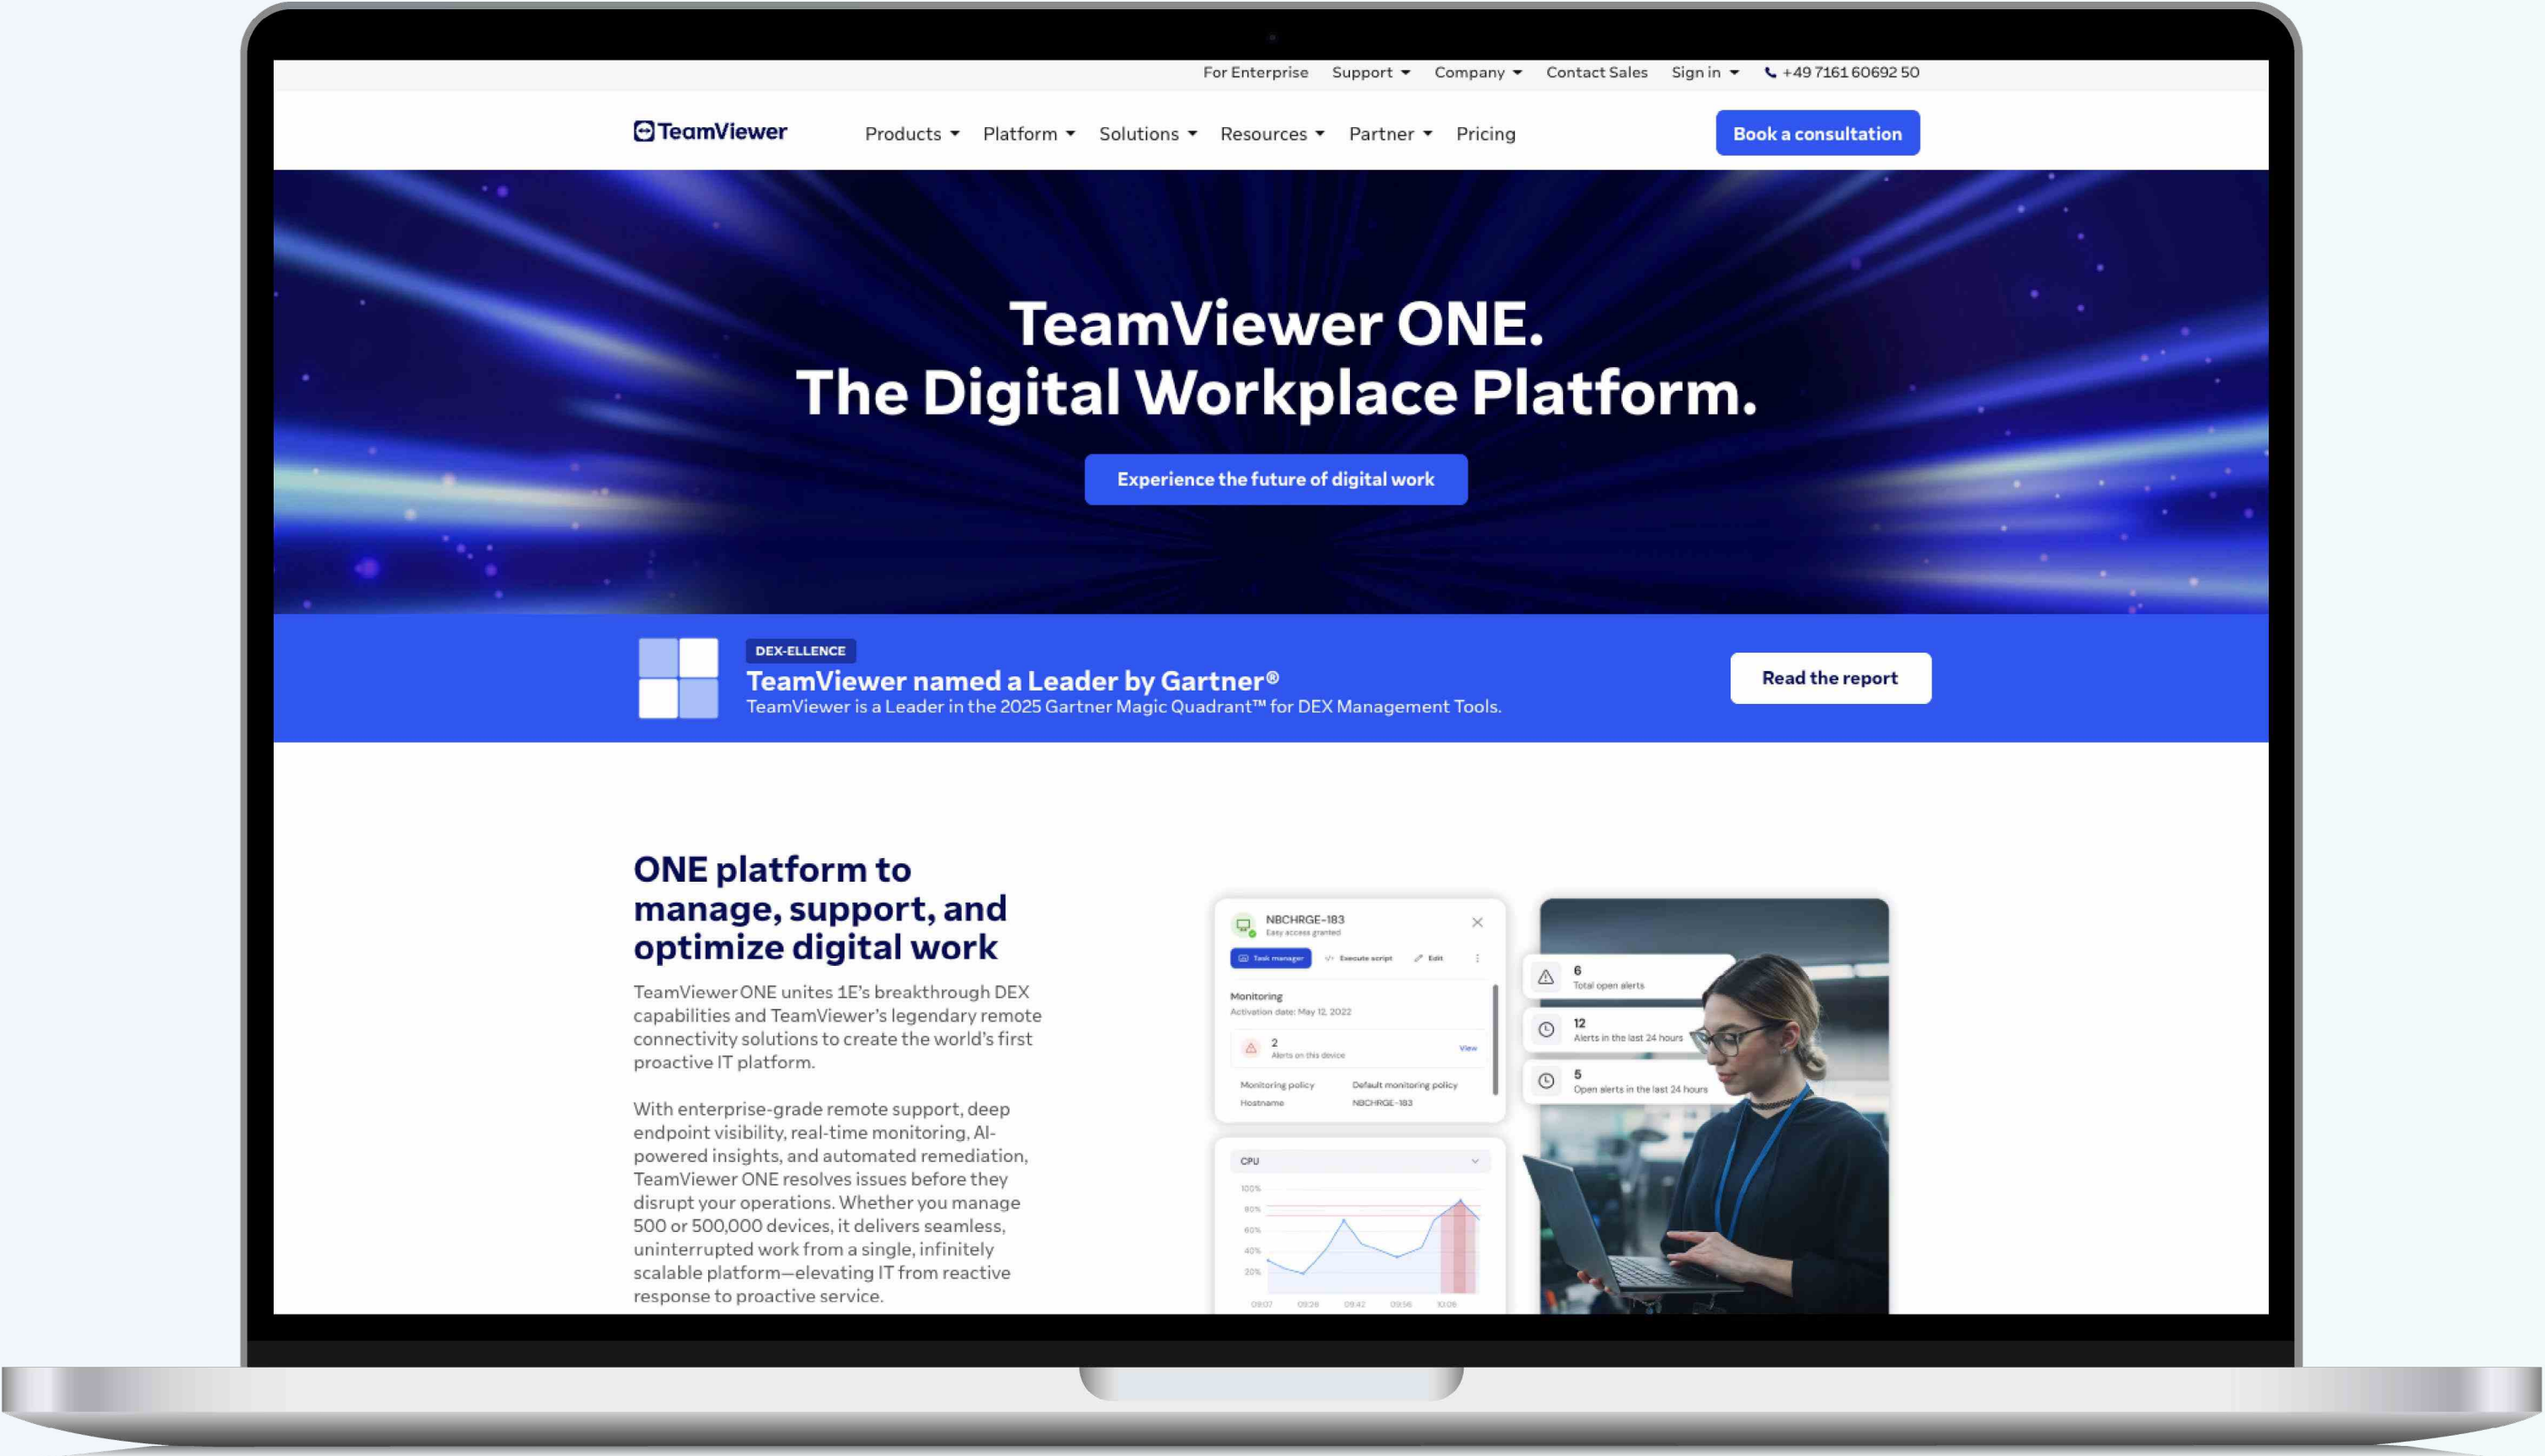 For Enterprise Support Company Contact Sales Sign in +49 7161 60692 50
TeamViewer Products Platform Solutions Resources Partner Pricing Book a consultation
TeamViewer ONE.
The Digital Workplace Platform.
Experience the future of digital work
DEX-ELLENCE
TeamViewer named a Leader by Gartner®
TeamViewer is a Leader in the 2025 Gartner Magic Quadrant™ for DEX Management Tools.
Read the report
ONE platform to
manage, support, and
optimize digital work
TeamViewer ONE unites 1E’s breakthrough DEX
capabilities and TeamViewer’s legendary remote
connectivity solutions to create the world’s first
proactive IT platform.
With enterprise-grade remote support, deep
endpoint visibility, real-time monitoring, AI-
powered insights, and automated remediation,
TeamViewer ONE resolves issues before they
disrupt your operations. Whether you manage
500 or 500,000 devices, it delivers seamless,
uninterrupted work from a single, infinitely
scalable platform—elevating IT from reactive
response to proactive service.
NBCHRGE-183
Easy access granted
Task manager Execute script Edit
Monitoring
Activation date: May 12, 2022
2
Alerts on this device
View
Monitoring policy Default monitoring policy
Hostname NBCHRGE-183
CPU
100%
80%
60%
40%
20%
09:07 09:28 09:42 09:56 10:06
6
Total open alerts
12
Alerts in the last 24 hours
5
Open alerts in the last 24 hours